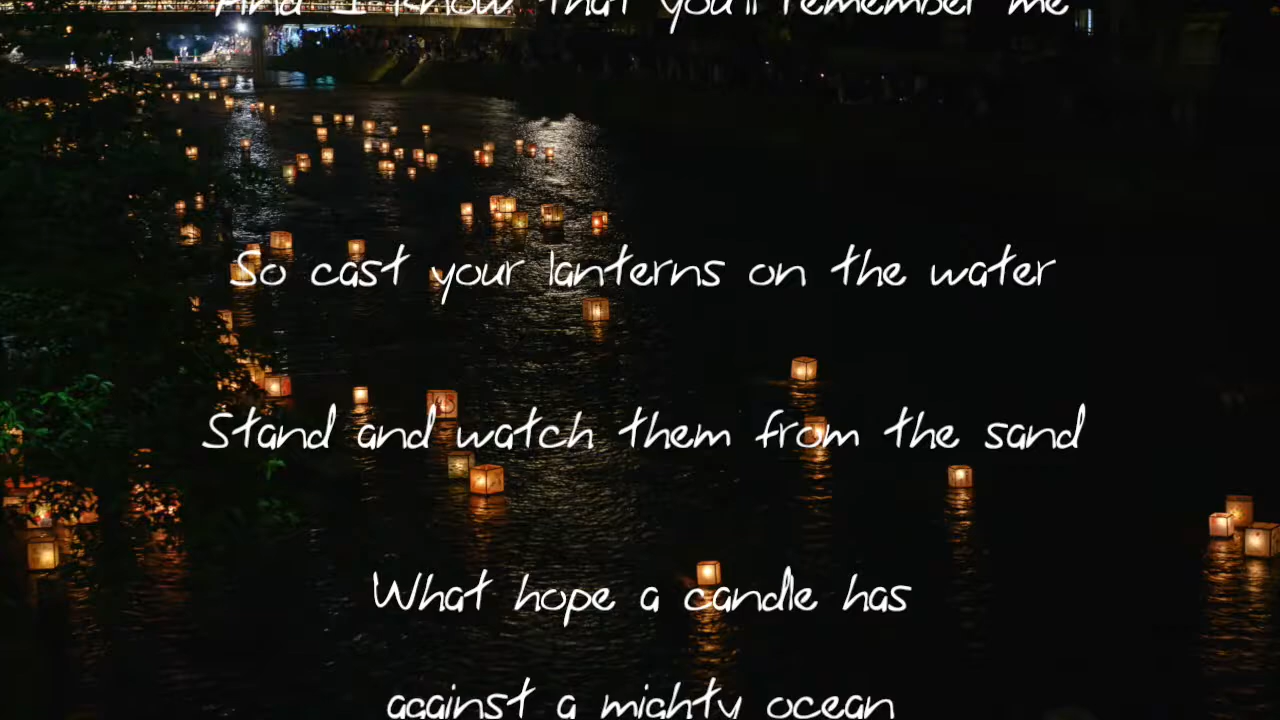 And I know that you'll remember me
So cast your lanterns on the water
Stand and watch them from the sand
What hope a candle has
against a mighty ocean